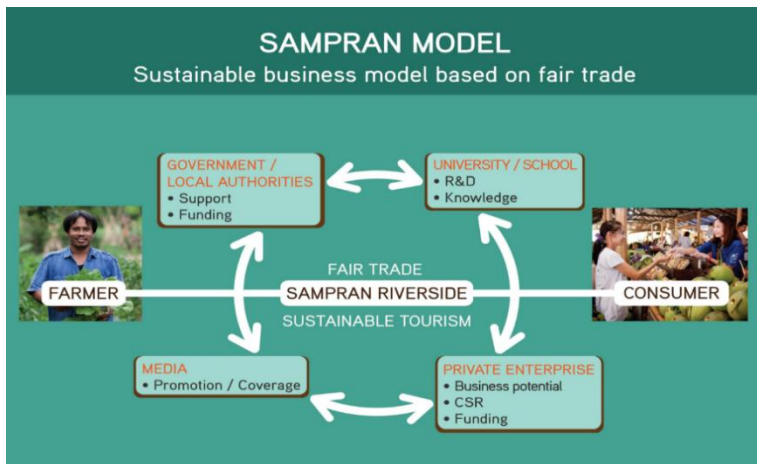 SAMPRAN MODEL
Sustainable business model based on fair trade
GOVERNMENT /
LOCAL AUTHORITIES
• Support
• Funding
UNIVERSITY / SCHOOL
• R&D
• Knowledge
FAIR TRADE
FARMER
SAMPRAN RIVERSIDE
CONSUMER
SUSTAINABLE TOURISM
MEDIA
• Promotion / Coverage
PRIVATE ENTERPRISE
• Business potential
• CSR
• Funding